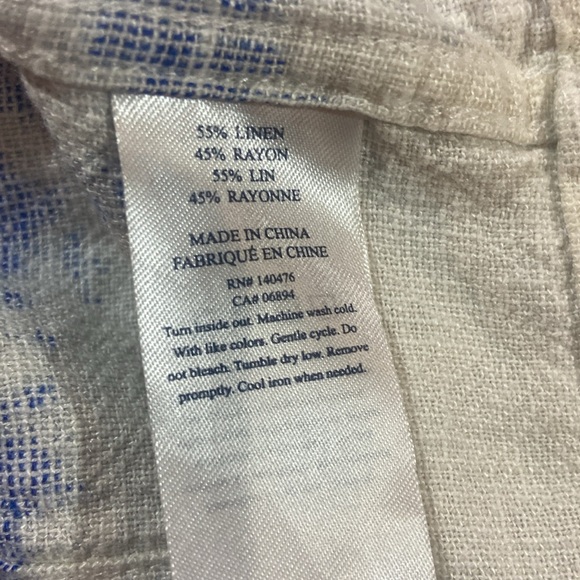 55% LINEN
45% RAYON
55% LIN
45% RAYONNE
MADE IN CHINA
FABRIQUÉ EN CHINE
RN# 140476
CA# 06894
Turn inside out. Machine wash cold.
With like colors. Gentle cycle. Do
not bleach. Tumble dry low. Remove
promptly. Cool iron when needed.